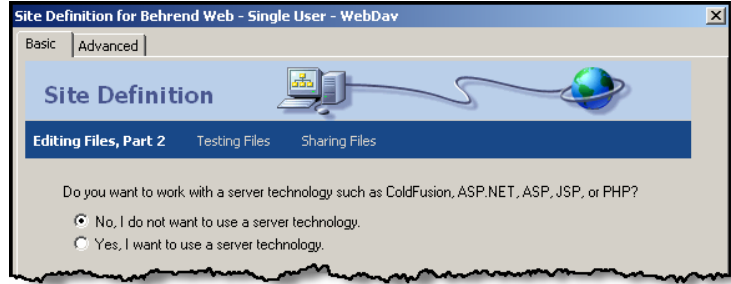 Site Definition for Behrend Web - Single User - WebDav
Basic Advanced
Site Definition
Editing Files, Part 2 Testing Files Sharing Files
Do you want to work with a server technology such as ColdFusion, ASP.NET, ASP, JSP, or PHP?
No, I do not want to use a server technology.
Yes, I want to use a server technology.